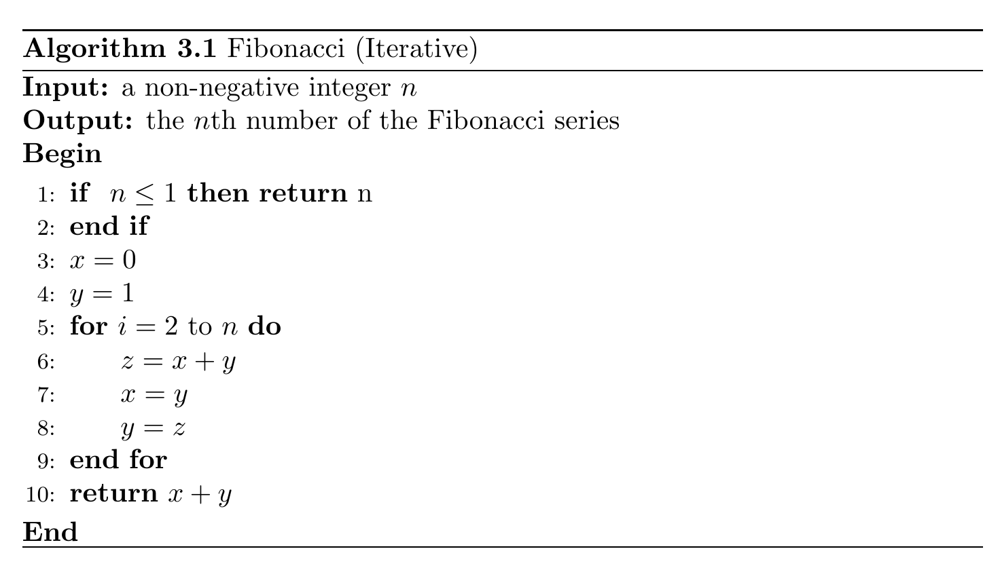 Algorithm 3.1 Fibonacci (Iterative)
Input: a non-negative integer n
Output: the nth number of the Fibonacci series
Begin
1: if n ≤ 1 then return n
2: end if
3: x = 0
4: y = 1
5: for i = 2 to n do
6: z = x + y
7: x = y
8: y = z
9: end for
10: return x + y
End